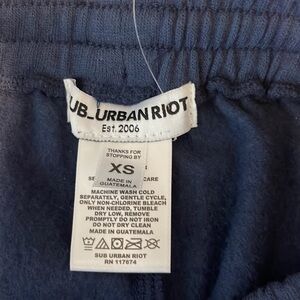 SUB_URBAN RIOT
Est. 2006
THANKS FOR
STOPPING BY
XS
MADE IN
GUATEMALA
CARE
MACHINE WASH COLD
SEPARATELY, GENTLE CYCLE,
ONLY NON-CHLORINE BLEACH
WHEN NEEDED, TUMBLE
DRY LOW, REMOVE
PROMPTLY DO NOT IRON
DO NOT DRY CLEAN
MADE IN GUATEMALA
SUB URBAN RIOT
RN 117674